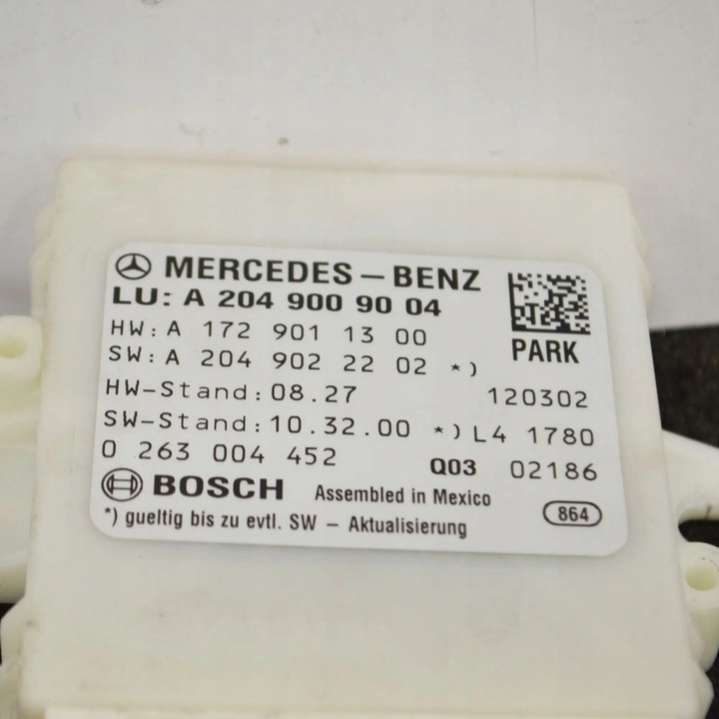 MERCEDES-BENZ
LU: A 204 900 90 04
HW: A 172 901 13 00
PARK
SW: A 204 902 22 02 *)
HW-Stand: 08.27 120302
SW-Stand: 10.32.00 *) L4 1780
0 263 004 452 Q03 02186
BOSCH Assembled in Mexico 864
*) gueltig bis zu evtl. SW - Aktualisierung